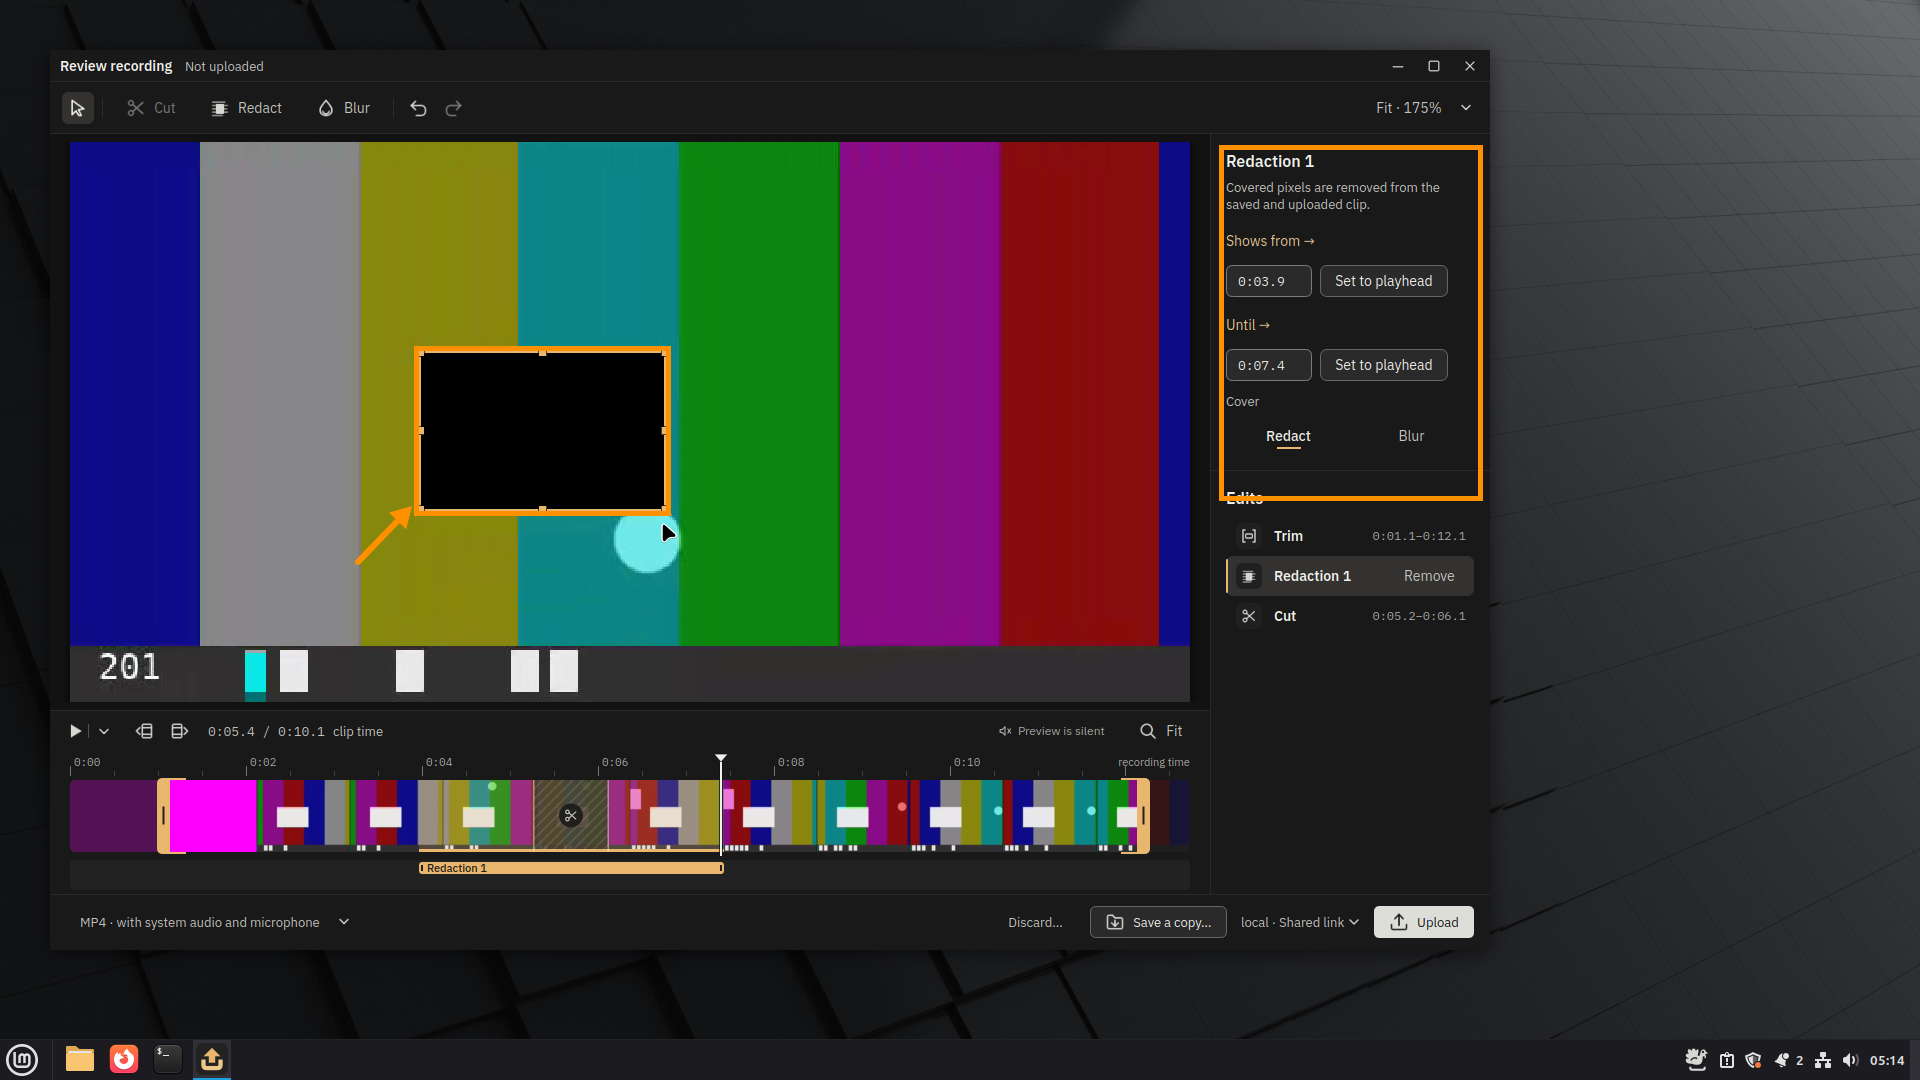 Review recording Not uploaded
Cut Redact Blur Fit · 175%
Redaction 1
Covered pixels are removed from the
saved and uploaded clip.
Shows from →
0:03.9 Set to playhead
Until →
0:07.4 Set to playhead
Cover
Redact Blur
Edits
Trim 0:01.1–0:12.1
Redaction 1 Remove
Cut 0:05.2–0:06.1
201
0:05.4 / 0:10.1 clip time Preview is silent Fit
0:00 0:02 0:04 0:06 0:08 0:10 recording time
Redaction 1
MP4 · with system audio and microphone Discard... Save a copy... local · Shared link Upload
$_ 2 05:14